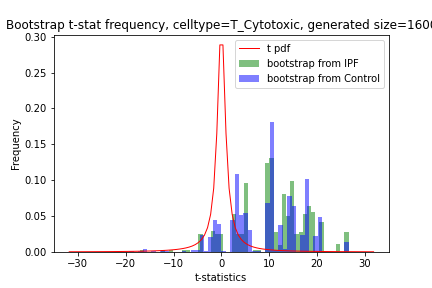 Bootstrap t-stat frequency, celltype=T_Cytotoxic, generated size=1600
t pdf
bootstrap from IPF
bootstrap from Control
Frequency
0.30
0.25
0.20
0.15
0.10
0.05
0.00
−30 −20 −10 0 10 20 30
t-statistics